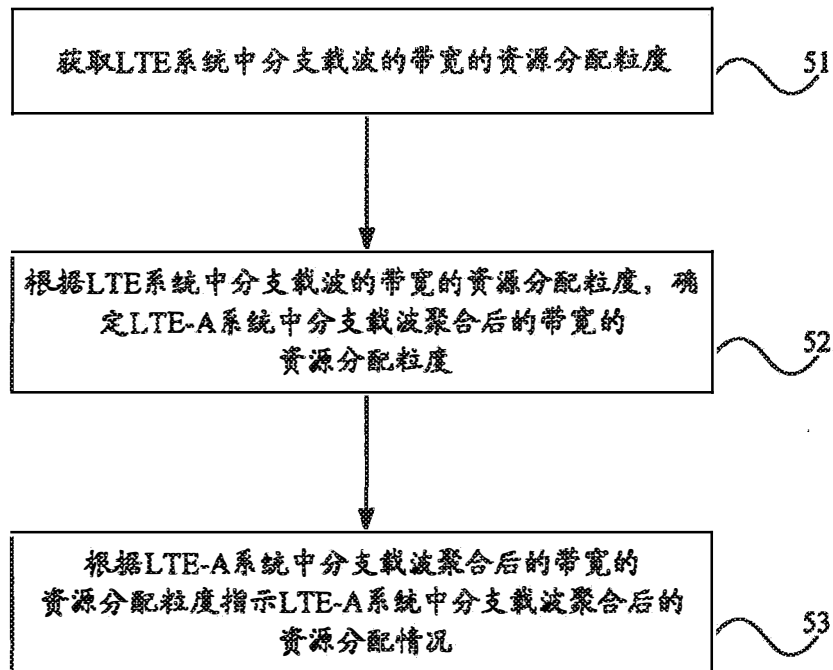 获取LTE系统中分支载波的带宽的资源分配粒度
51
根据LTE系统中分支载波的带宽的资源分配粒度，确
定LTE-A系统中分支载波聚合后的带宽的
资源分配粒度
52
根据LTE-A系统中分支载波聚合后的带宽的
资源分配粒度指示LTE-A系统中分支载波聚合后的
资源分配情况
53